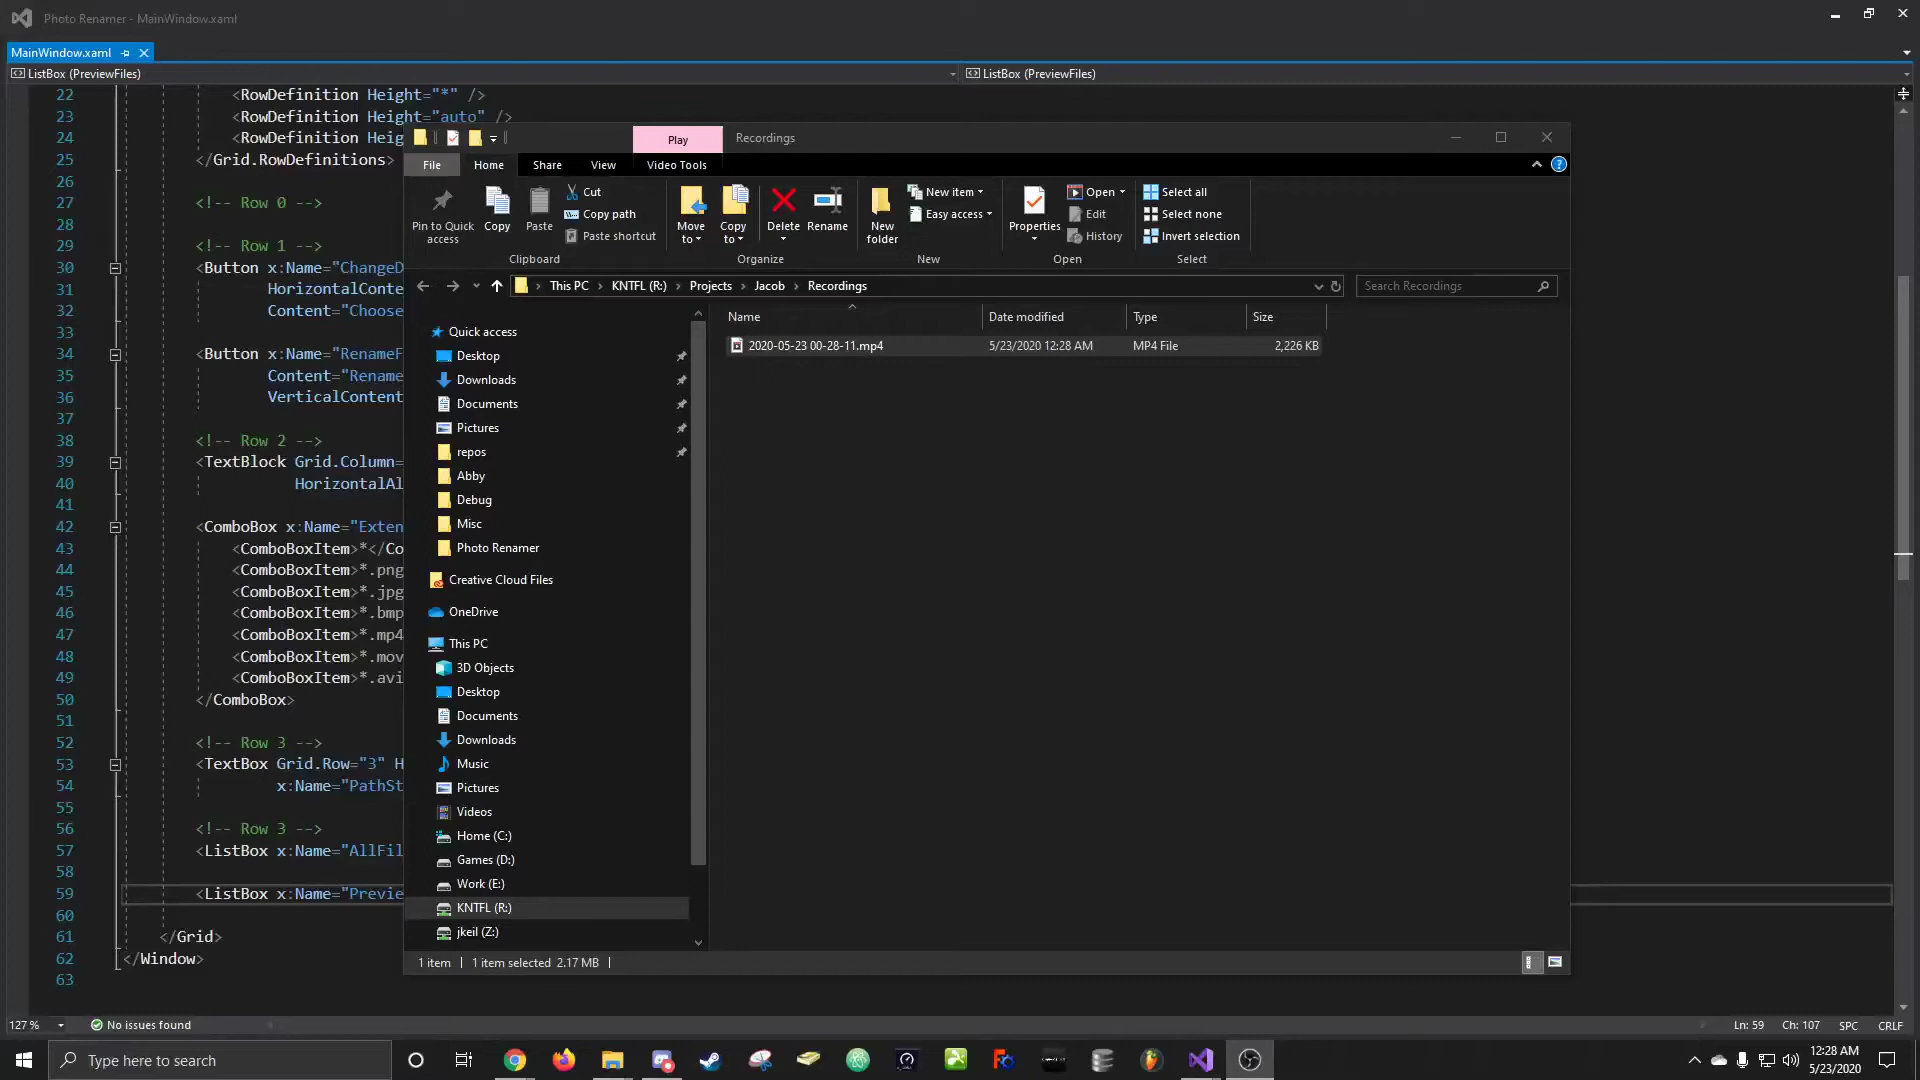 Photo Renamer - MainWindow.xaml
MainWindow.xaml
ListBox (PreviewFiles)
ListBox (PreviewFiles)
22 <RowDefinition Height="*" />
23 <RowDefinition Height="auto" />
24 <RowDefinition Heig
25 </Grid.RowDefinitions>
26
27 <!-- Row 0 -->
28
29 <!-- Row 1 -->
30 <Button x:Name="ChangeD
31 HorizontalConte
32 Content="Choose
33
34 <Button x:Name="RenameF
35 Content="Rename
36 VerticalContent
37
38 <!-- Row 2 -->
39 <TextBlock Grid.Column=
40 HorizontalAl
41
42 <ComboBox x:Name="Exten
43 <ComboBoxItem>*</Co
44 <ComboBoxItem>*.png
45 <ComboBoxItem>*.jpg
46 <ComboBoxItem>*.bmp
47 <ComboBoxItem>*.mp4
48 <ComboBoxItem>*.mov
49 <ComboBoxItem>*.avi
50 </ComboBox>
51
52 <!-- Row 3 -->
53 <TextBox Grid.Row="3" H
54 x:Name="PathSt
55
56 <!-- Row 3 -->
57 <ListBox x:Name="AllFil
58
59 <ListBox x:Name="Previe
60
61 </Grid>
62 </Window>
63
127 %
No issues found
Ln: 59 Ch: 107 SPC CRLF
Play
Recordings
File Home Share View Video Tools
Pin to Quick access
Copy
Paste
Cut
Copy path
Paste shortcut
Clipboard
Move to
Copy to
Delete
Rename
Organize
New folder
New item
Easy access
New
Properties
Open
Edit
History
Open
Select all
Select none
Invert selection
Select
This PC > KNTFL (R:) > Projects > Jacob > Recordings
Search Recordings
Name Date modified Type Size
2020-05-23 00-28-11.mp4 5/23/2020 12:28 AM MP4 File 2,226 KB
Quick access
Desktop
Downloads
Documents
Pictures
repos
Abby
Debug
Misc
Photo Renamer
Creative Cloud Files
OneDrive
This PC
3D Objects
Desktop
Documents
Downloads
Music
Pictures
Videos
Home (C:)
Games (D:)
Work (E:)
KNTFL (R:)
jkeil (Z:)
1 item
1 item selected 2.17 MB
Type here to search
12:28 AM
5/23/2020